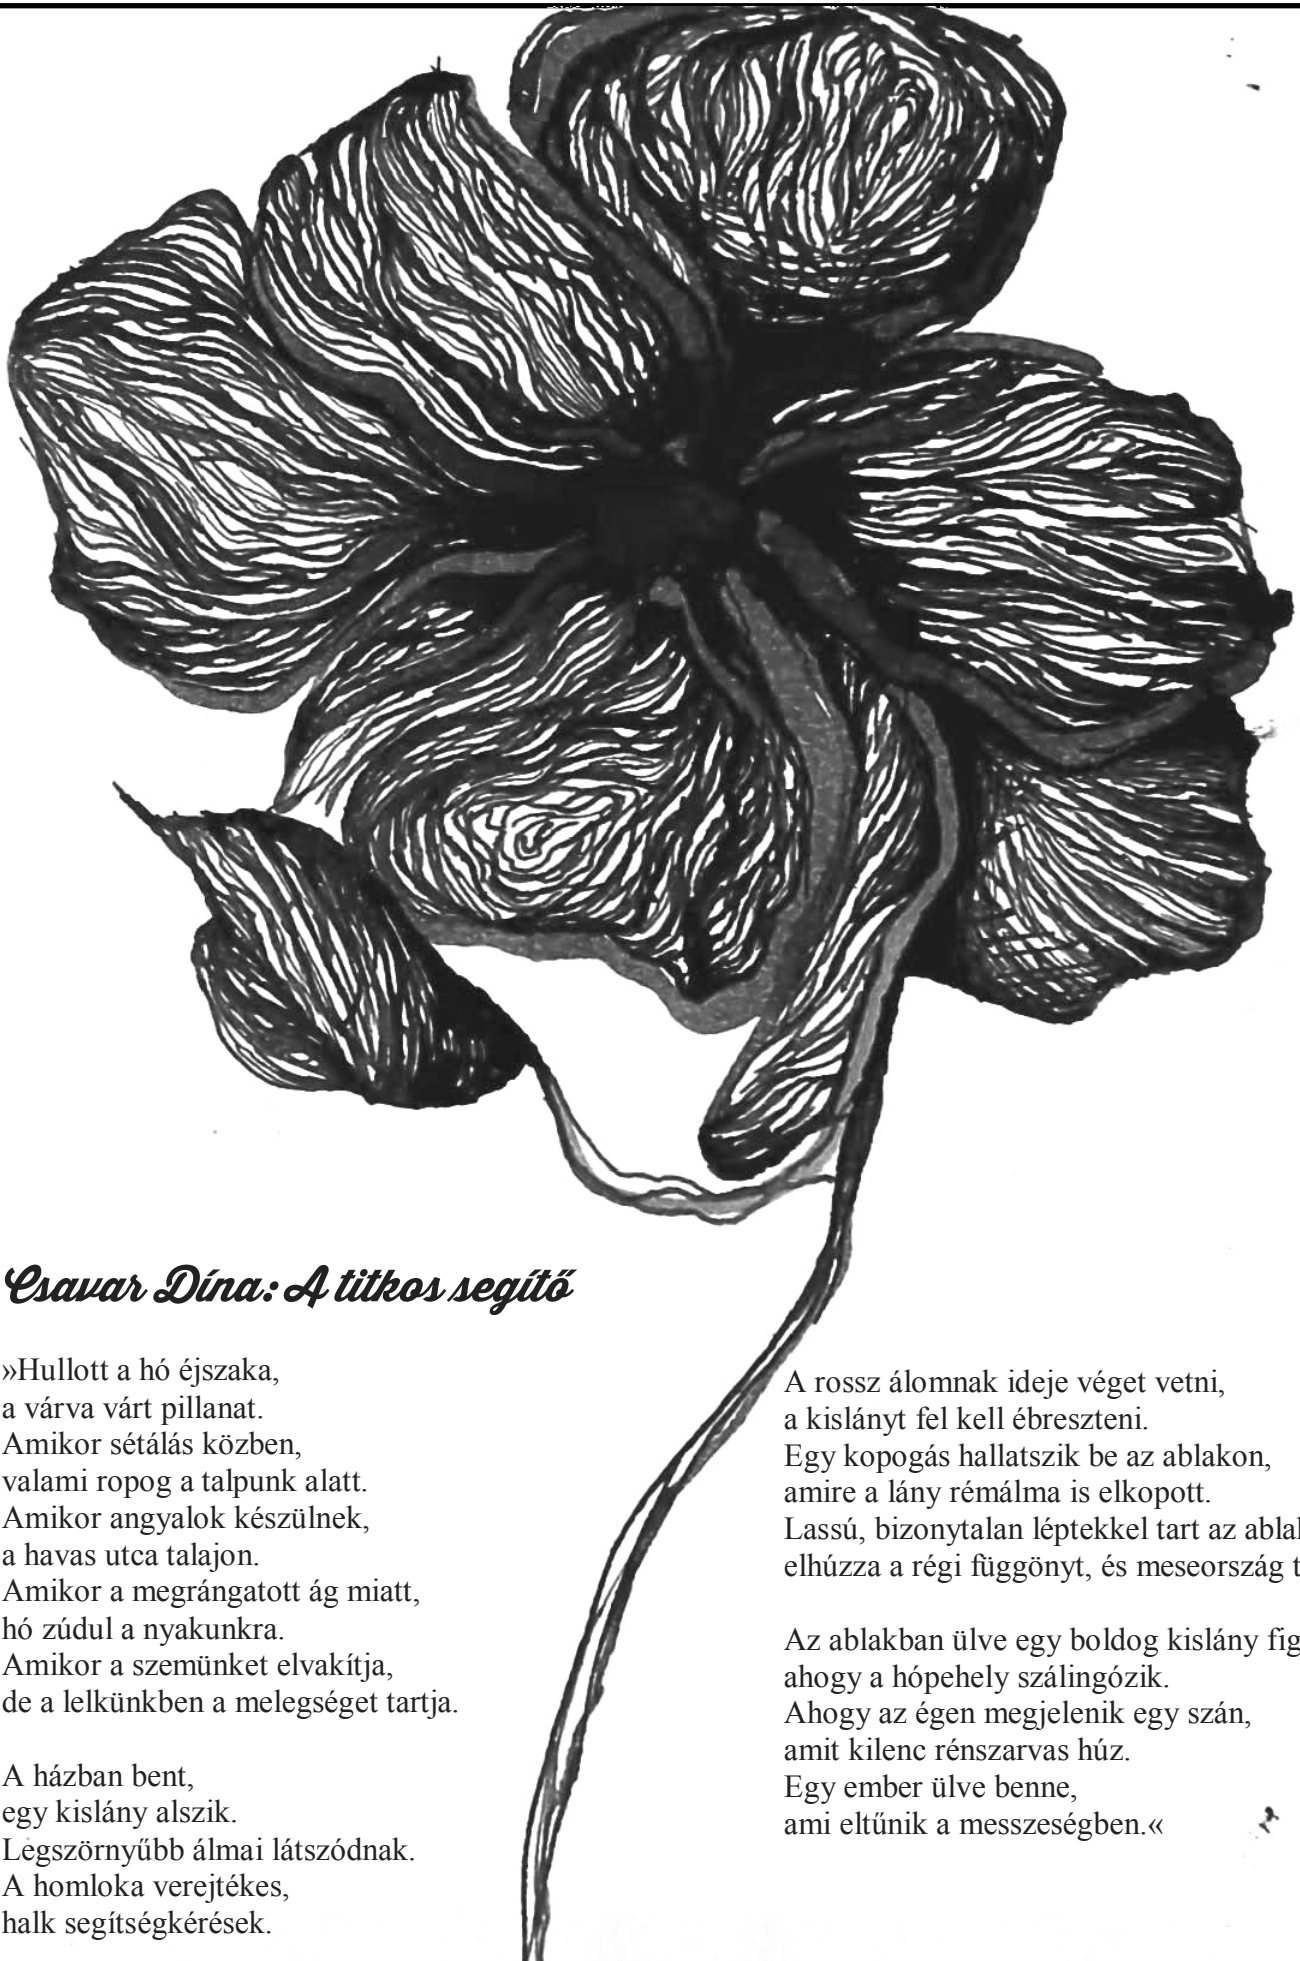 Csavar Dína: A titkos segítő
»Hullott a hó éjszaka,
a várva várt pillanat.
Amikor sétálás közben,
valami ropog a talpunk alatt.
Amikor angyalok készülnek,
a havas utca talajon.
Amikor a megrángatott ág miatt,
hó zúdul a nyakunkra.
Amikor a szemünket elvakítja,
de a lelkünkben a melegséget tartja.
A házban bent,
egy kislány alszik.
Legszörnyűbb álmai látszódnak.
A homloka verejtékes,
halk segítségkérések.
A rossz álomnak ideje véget vetni,
a kislányt fel kell ébreszteni.
Egy kopogás hallatszik be az ablakon,
amire a lány rémálma is elkopott.
Lassú, bizonytalan léptekkel tart az
elhúzza a régi függönyt, és meseország
Az ablakban ülve egy boldog kislány
ahogy a hópehely szálingózik.
Ahogy az égen megjelenik egy szán,
amit kilenc rénszarvas húz.
Egy ember ülve benne,
ami eltűnik a messzeségben.«